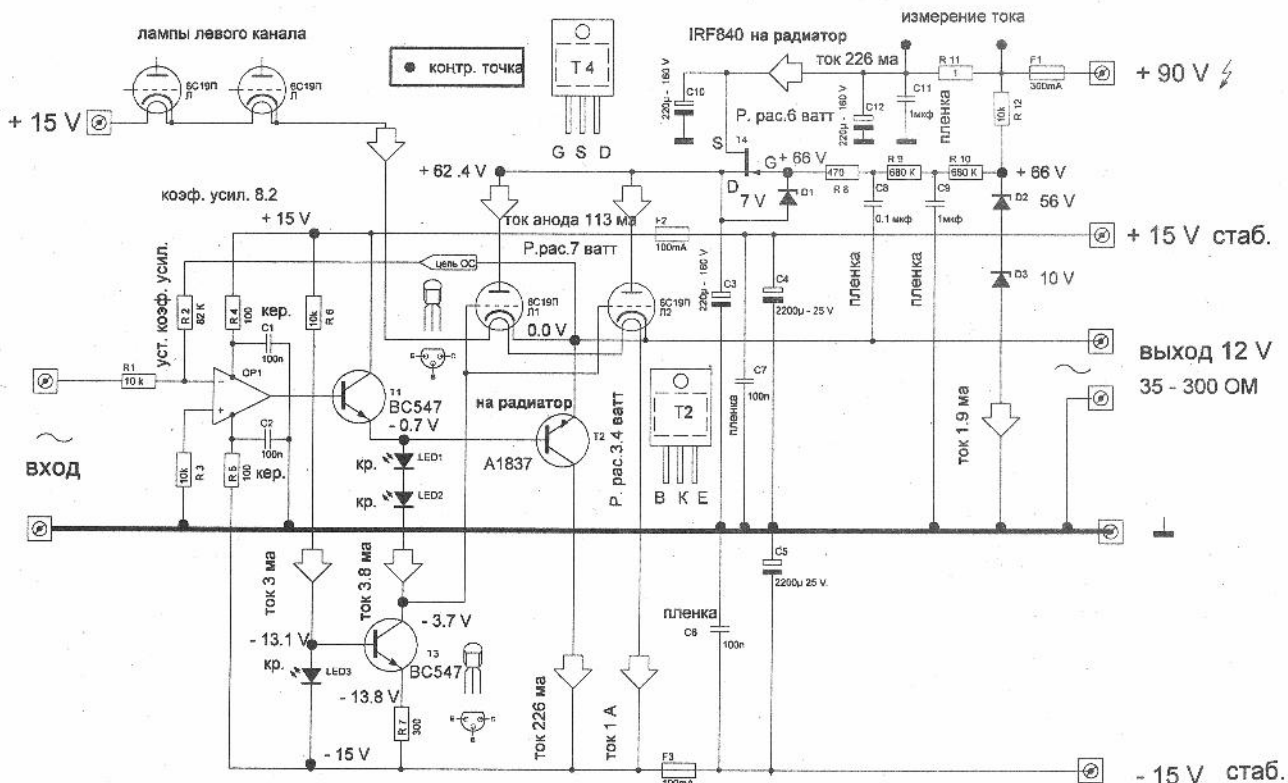 измерение тока
лампы левого канала
IRF840 на радиатор
ток 226 ма
R 11
1
F1
300mA
+ 90 V
T 4
контр. точка
6С19П
Л
6С19П
Л
+ 15 V
C10
220µ - 160 V
C12
220µ - 160 V
C11
1мкф
пленка
10k
R 12
Р. рас.6 ватт
G S D
S
T4
G
D
+ 66 V
+ 62 .4 V
7 V
D1
470
R 8
R 9
680 K
R 10
680 K
+ 66 V
C8
0.1 мкф
C9
1мкф
D2
56 V
коэф. усил. 8.2
+ 15 V
ток анода 113 ма
Р.рас.7 ватт
F2
100mA
+ 15 V стаб.
цепь ОС
уст. коэф. усил.
R 2
82 K
R 4
100
кер.
C1
100n
10k
R 6
6С19П
Л1
0.0 V
6С19П
Л2
C3
220µ - 160 V
C4
2200µ - 25 V
пленка
пленка
D3
10 V
R1
10 k
OP1
T1
BC547
- 0.7 V
на радиатор
T2
A1837
T2
C7
100n
пленка
выход 12 V
35 - 300 ОМ
ток 1.9 ма
ВХОД
10k
R 3
C2
100n
кер.
R 5
100
кр.
LED1
кр.
LED2
Р. рас.3.4 ватт
B K E
ток 3 ма
ток 3.8 ма
- 3.7 V
- 13.1 V
кр.
LED3
T3
BC547
- 13.8 V
R 7
300
- 15 V
ток 226 ма
ток 1 А
пленка
C6
100n
C5
2200µ 25 V.
F3
100mA
- 15 V стаб.